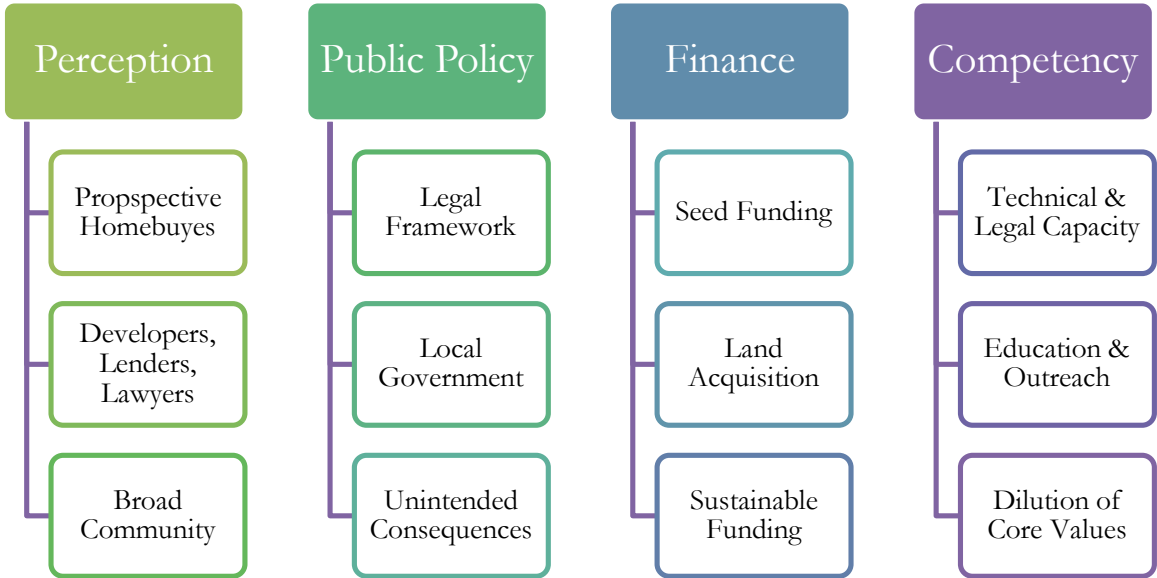 Perception
Propspective
Homebuyes
Developers,
Lenders,
Lawyers
Broad
Community
Public Policy
Legal
Framework
Local
Government
Unintended
Consequences
Finance
Seed Funding
Land
Acquisition
Sustainable
Funding
Competency
Technical &
Legal Capacity
Education &
Outreach
Dilution of
Core Values